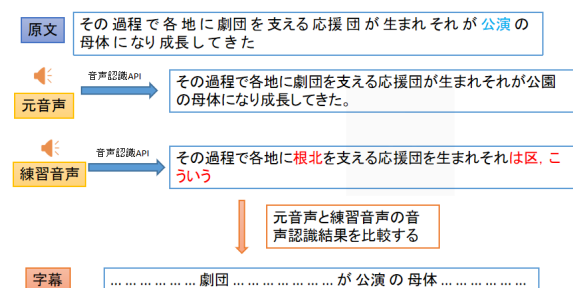 原文
その過程で各地に劇団を支える応援団が生まれそれが公演の
母体になり成長してきた
元音声
音声認識API
その過程で各地に劇団を支える応援団が生まれそれが公園
の母体になり成長してきた。
練習音声
音声認識API
その過程で各地に根北を支える応援団を生まれそれは区,こ
ういう
元音声と練習音声の音
声認識結果を比較する
字幕
… … … … … … 劇団 … … … … … … … が 公演 の 母体 … … … … … …